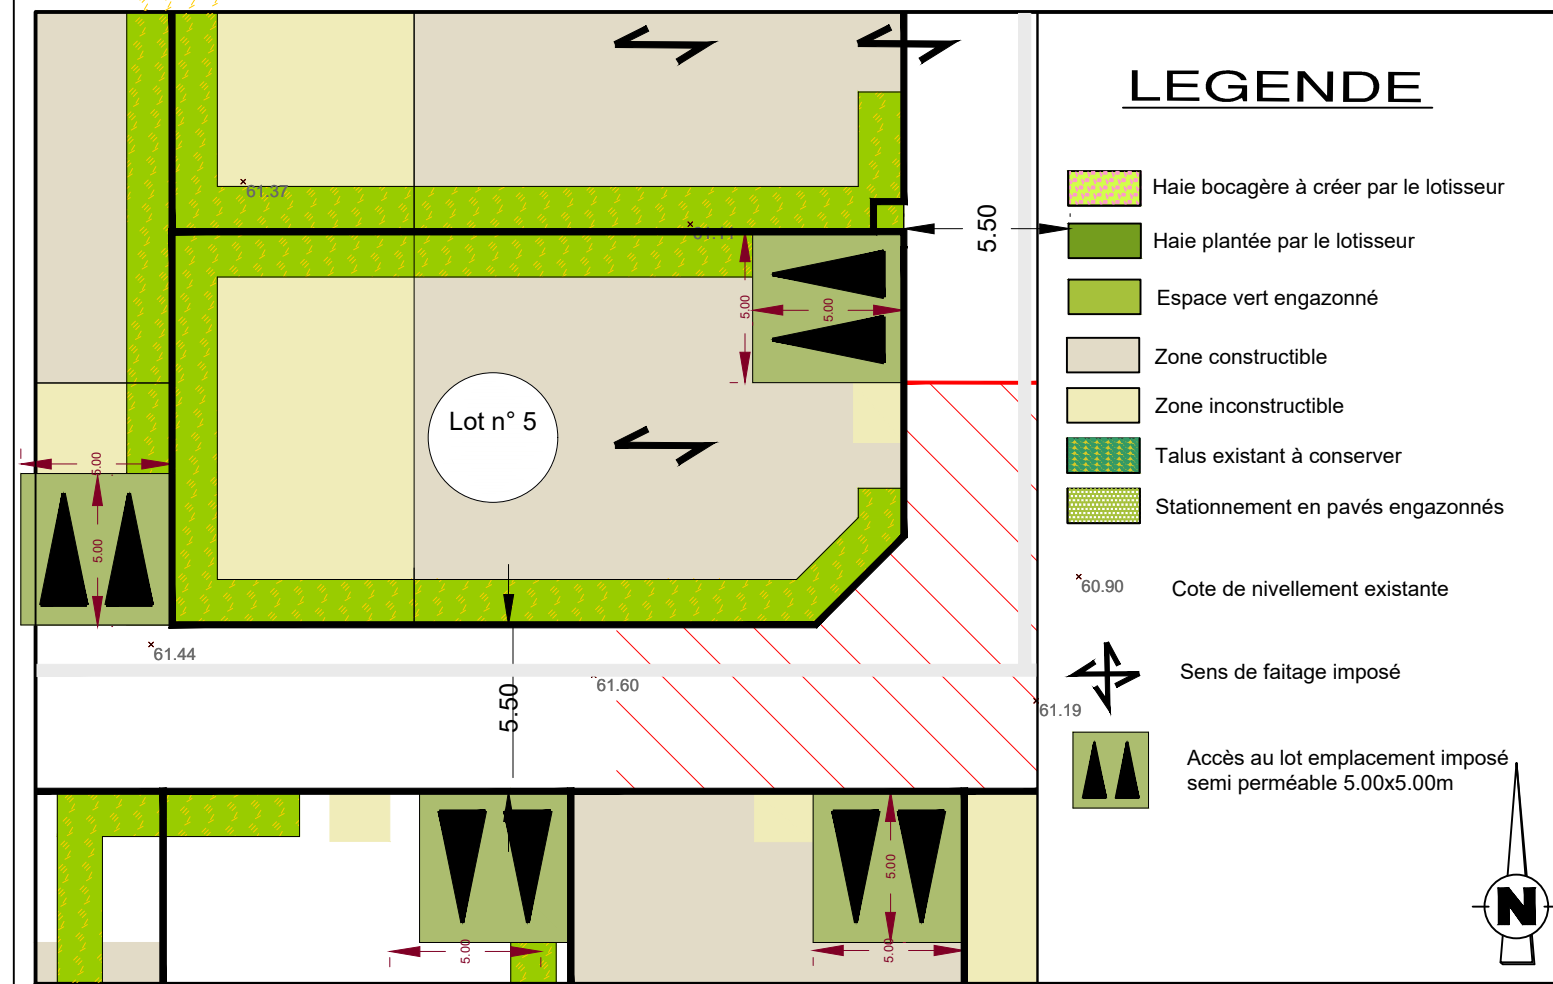 LEGENDE
Haie bocagère à créer par le lotisseur
Haie plantée par le lotisseur
Espace vert engazonné
Zone constructible
Zone inconstructible
Talus existant à conserver
Stationnement en pavés engazonnés
60.90
Cote de nivellement existante
Sens de faitage imposé
Accès au lot emplacement imposé
semi perméable 5.00x5.00m
N
61.37
5.50
5.00
5.00
Lot n° 5
5.00
5.00
61.44
61.60
5.50
61.19
5.00
5.00
5.00